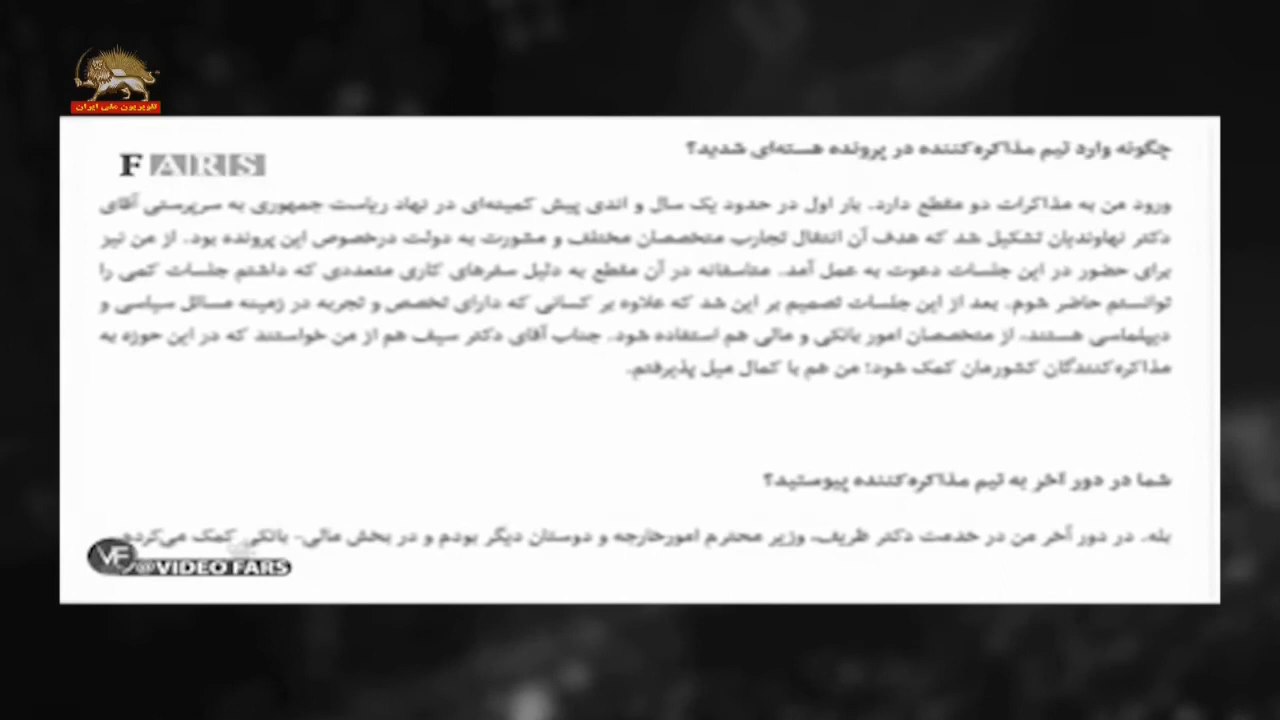 تلویزیون ملی ایران
FARS
چگونه وارد تیم مذاکره‌کننده در پرونده هسته‌ای شدید؟
ورود من به مذاکرات دو مقطع دارد. بار اول در حدود یک سال و اندی پیش کمیته‌ای در نهاد ریاست جمهوری به سرپرستی آقای
دکتر نهاوندیان تشکیل شد که هدف آن انتقال تجارب متخصصان مختلف و مشورت به دولت درخصوص این پرونده بود. از من نیز
برای حضور در این جلسات دعوت به عمل آمد. متاسفانه در آن مقطع به دلیل سفرهای کاری متعددی که داشتم جلسات کمی را
توانستم حاضر شوم. بعد از این جلسات تصمیم بر این شد که علاوه بر کسانی که دارای تخصص و تجربه در زمینه مسائل سیاسی و
دیپلماسی هستند، از متخصصان امور بانکی و مالی هم استفاده شود. جناب آقای دکتر سیف هم از من خواستند که در این حوزه به
مذاکره‌کنندگان کشورمان کمک شود؛ من هم با کمال میل پذیرفتم.
شما در دور آخر به تیم مذاکره‌کننده پیوستید؟
بله. در دور آخر من در خدمت دکتر ظریف، وزیر محترم امورخارجه و دوستان دیگر بودم و در بخش مالی- بانکی کمک می‌کردم.
VF @VIDEO FARS